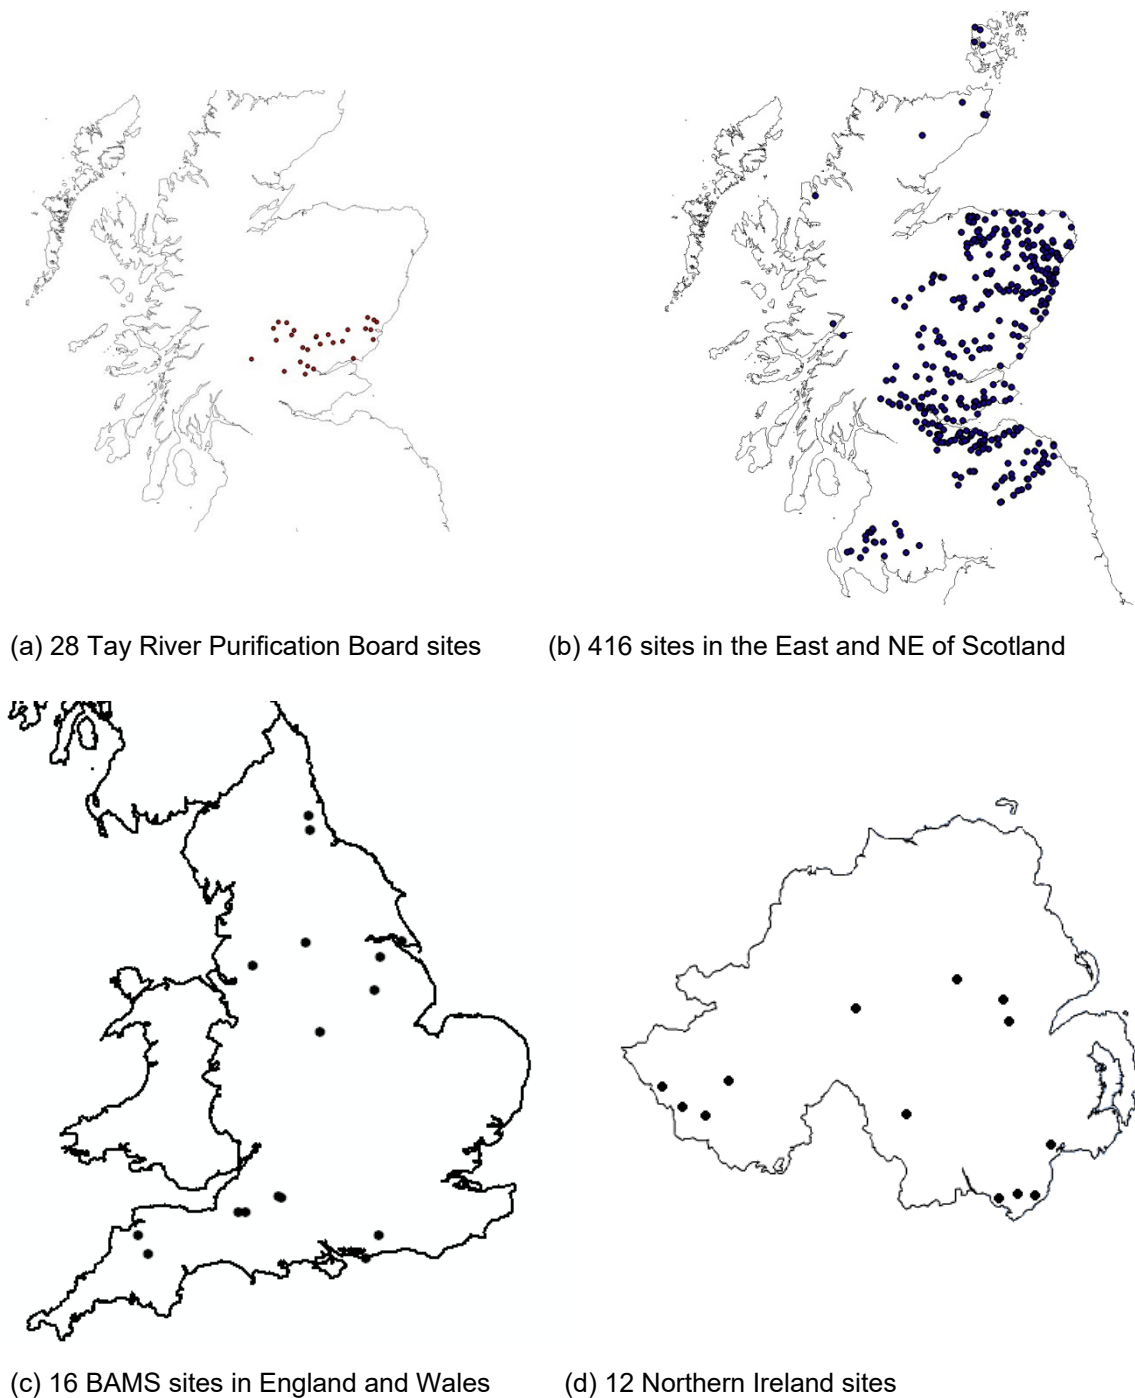 (a) 28 Tay River Purification Board sites
(b) 416 sites in the East and NE of Scotland
(c) 16 BAMS sites in England and Wales
(d) 12 Northern Ireland sites